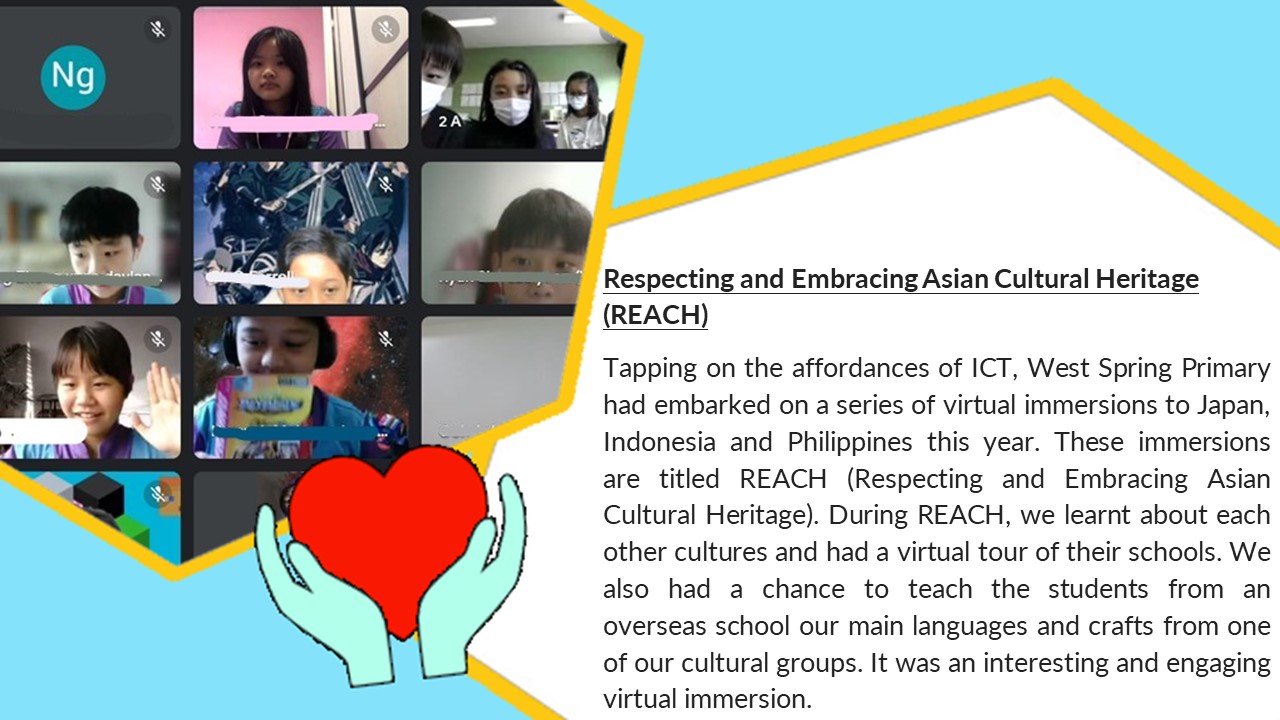 Ng
2 A
Respecting and Embracing Asian Cultural Heritage
(REACH)
Tapping on the affordances of ICT, West Spring Primary
had embarked on a series of virtual immersions to Japan,
Indonesia and Philippines this year. These immersions
are titled REACH (Respecting and Embracing Asian
Cultural Heritage). During REACH, we learnt about each
other cultures and had a virtual tour of their schools. We
also had a chance to teach the students from an
overseas school our main languages and crafts from one
of our cultural groups. It was an interesting and engaging
virtual immersion.